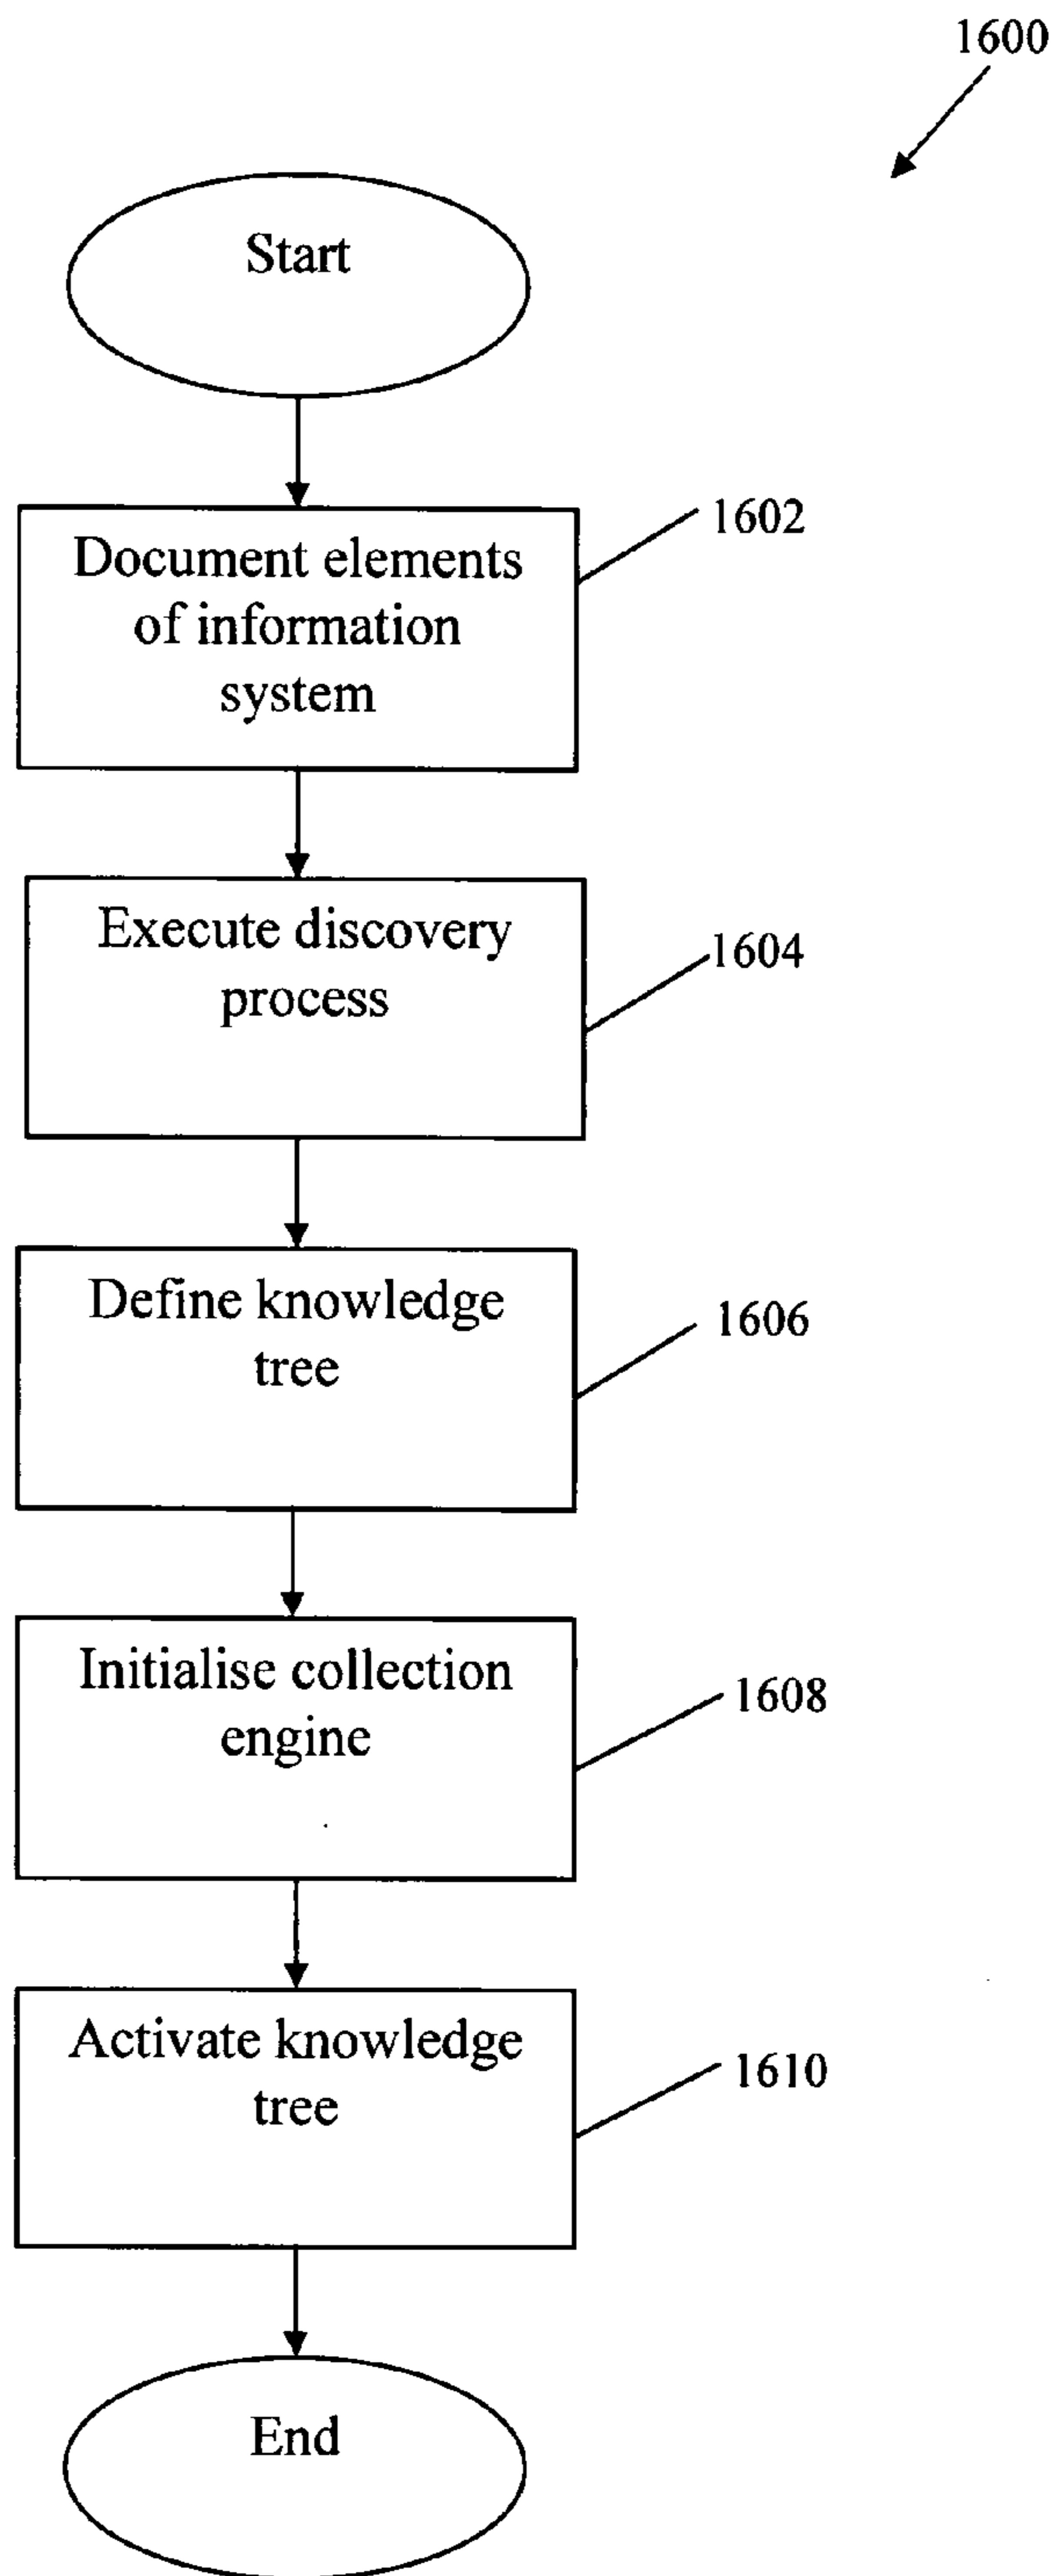 1600
Start
Document elements
of information
system
1602
Execute discovery
process
1604
Define knowledge
tree
1606
Initialise collection
engine
1608
Activate knowledge
tree
1610
End